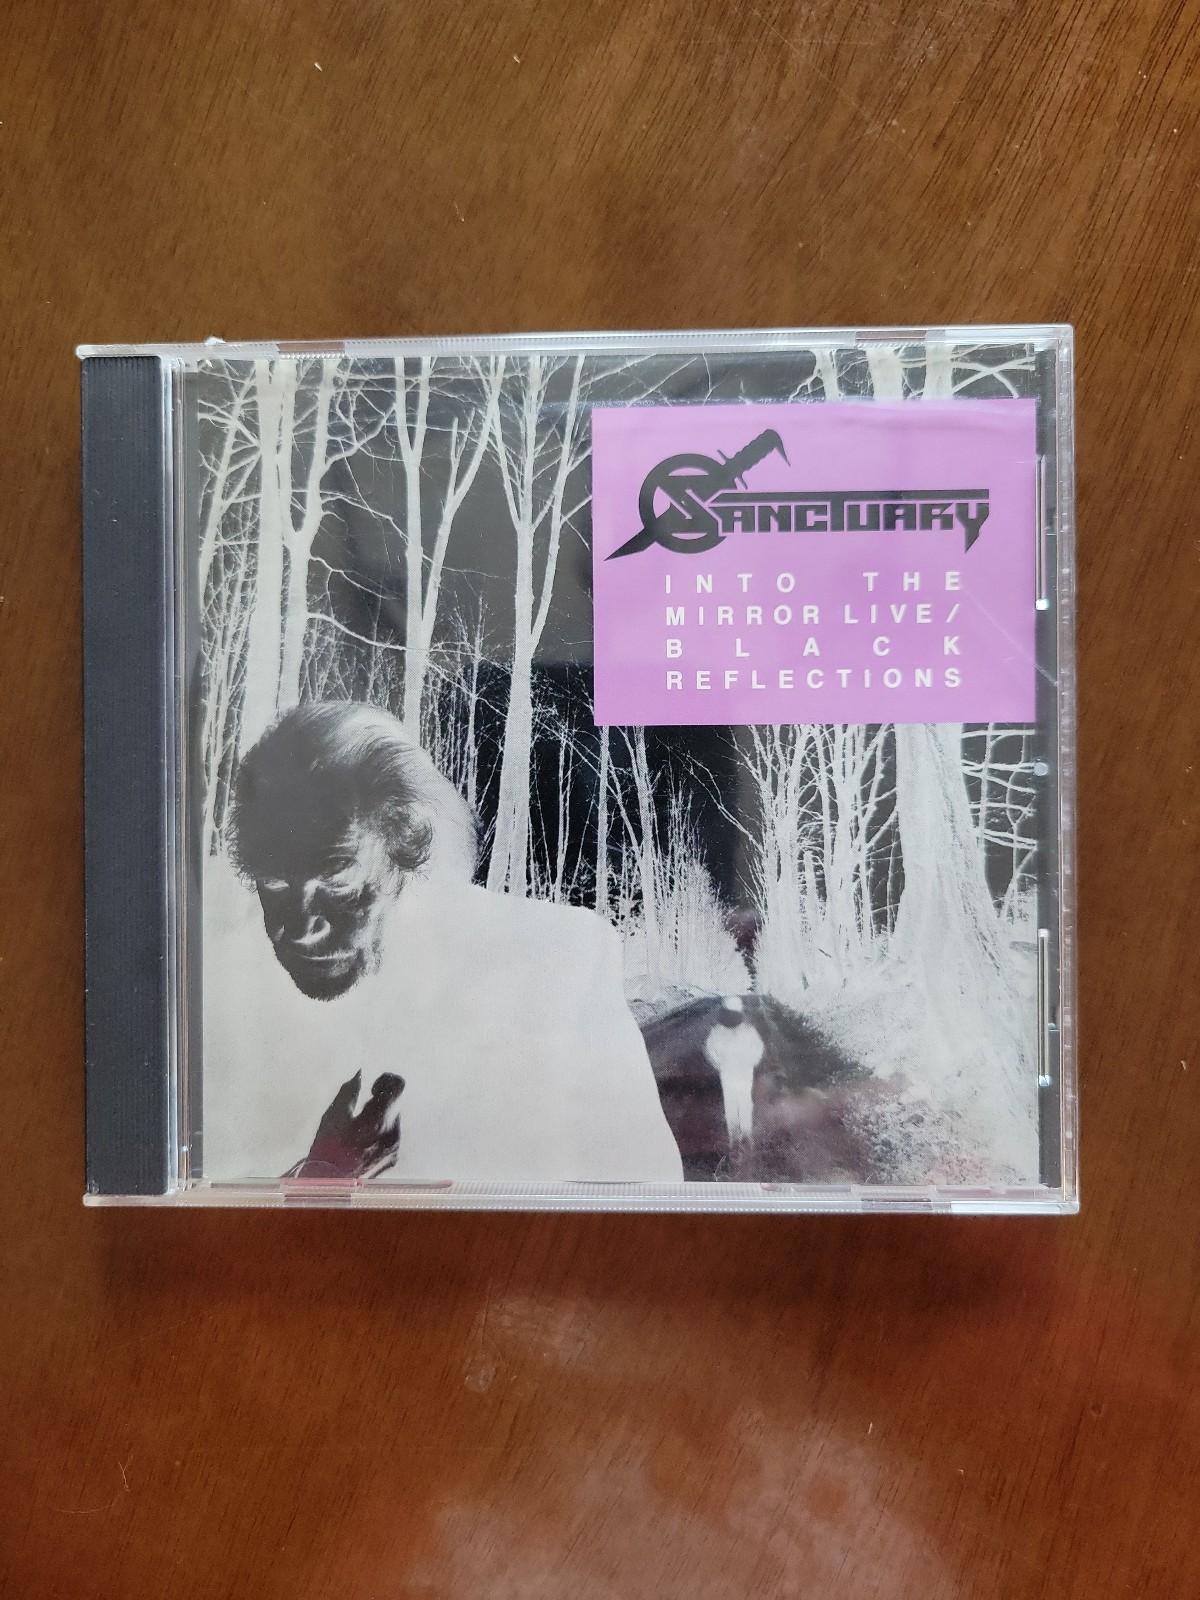 SANCTUARY
INTO THE
MIRROR LIVE/
BLACK
REFLECTIONS